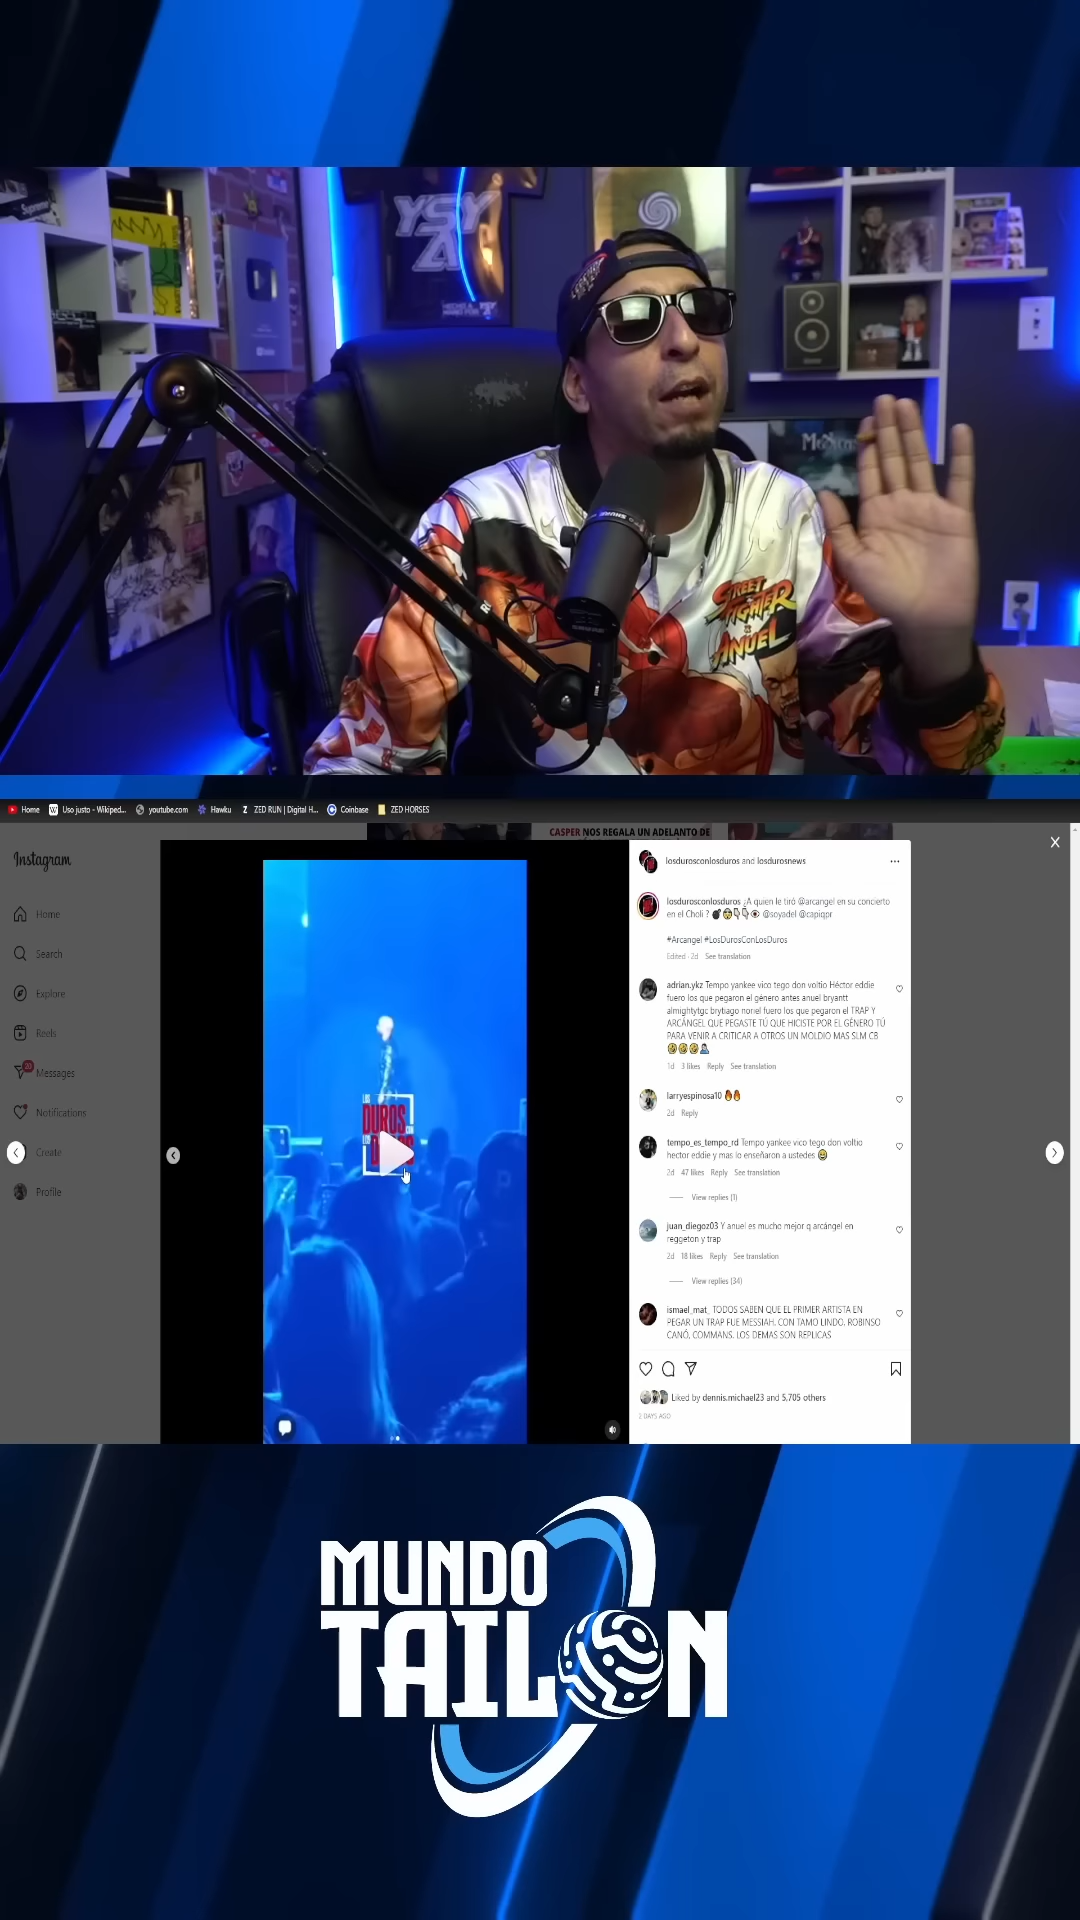 Supreme
YSY
A
STREET
FIGHTER
X
ANUEL
Home
Uso justo - Wikiped...
youtube.com
Hawku
ZED RUN | Digital H...
Coinbase
ZED HORSES
CASPER NOS REGALA UN ADELANTO DE
Instagram
Home
Search
Explore
Reels
Messages
Notifications
Create
Profile
DUROS
losdurosconlosduros and losdurosnews
losdurosconlosduros ¿A quien le tiró @arcangel en su concierto
en el Choli ? 💣🤯👇👇👁️ @soyadel @capiqpr
#Arcangel #LosDurosConLosDuros
Edited · 2d See translation
adrian.ykz Tempo yankee vico tego don voltio Héctor eddie
fuero los que pegaron el género antes anuel bryantt
almightytgc brytiago noriel fuero los que pegaron el TRAP Y
ARCÁNGEL QUE PEGASTE TÚ QUE HICISTE POR EL GÉNERO TÚ
PARA VENIR A CRITICAR A OTROS UN MOLDIO MAS SLM CB
1d 3 likes Reply See translation
larryespinosa10 🔥🔥
2d Reply
tempo_es_tempo_rd Tempo yankee vico tego don voltio
hector eddie y mas lo enseñaron a ustedes 😀
2d 47 likes Reply See translation
View replies (1)
juan_diegoz03 Y anuel es mucho mejor q arcángel en
reggeton y trap
2d 18 likes Reply See translation
View replies (34)
ismael_mat_ TODOS SABEN QUE EL PRIMER ARTISTA EN
PEGAR UN TRAP FUE MESSIAH. CON TAMO LINDO, ROBINSO
CANÓ, COMMANS. LOS DEMAS SON REPLICAS
Liked by dennis.michael23 and 5,705 others
2 DAYS AGO
MUNDO
TAILON